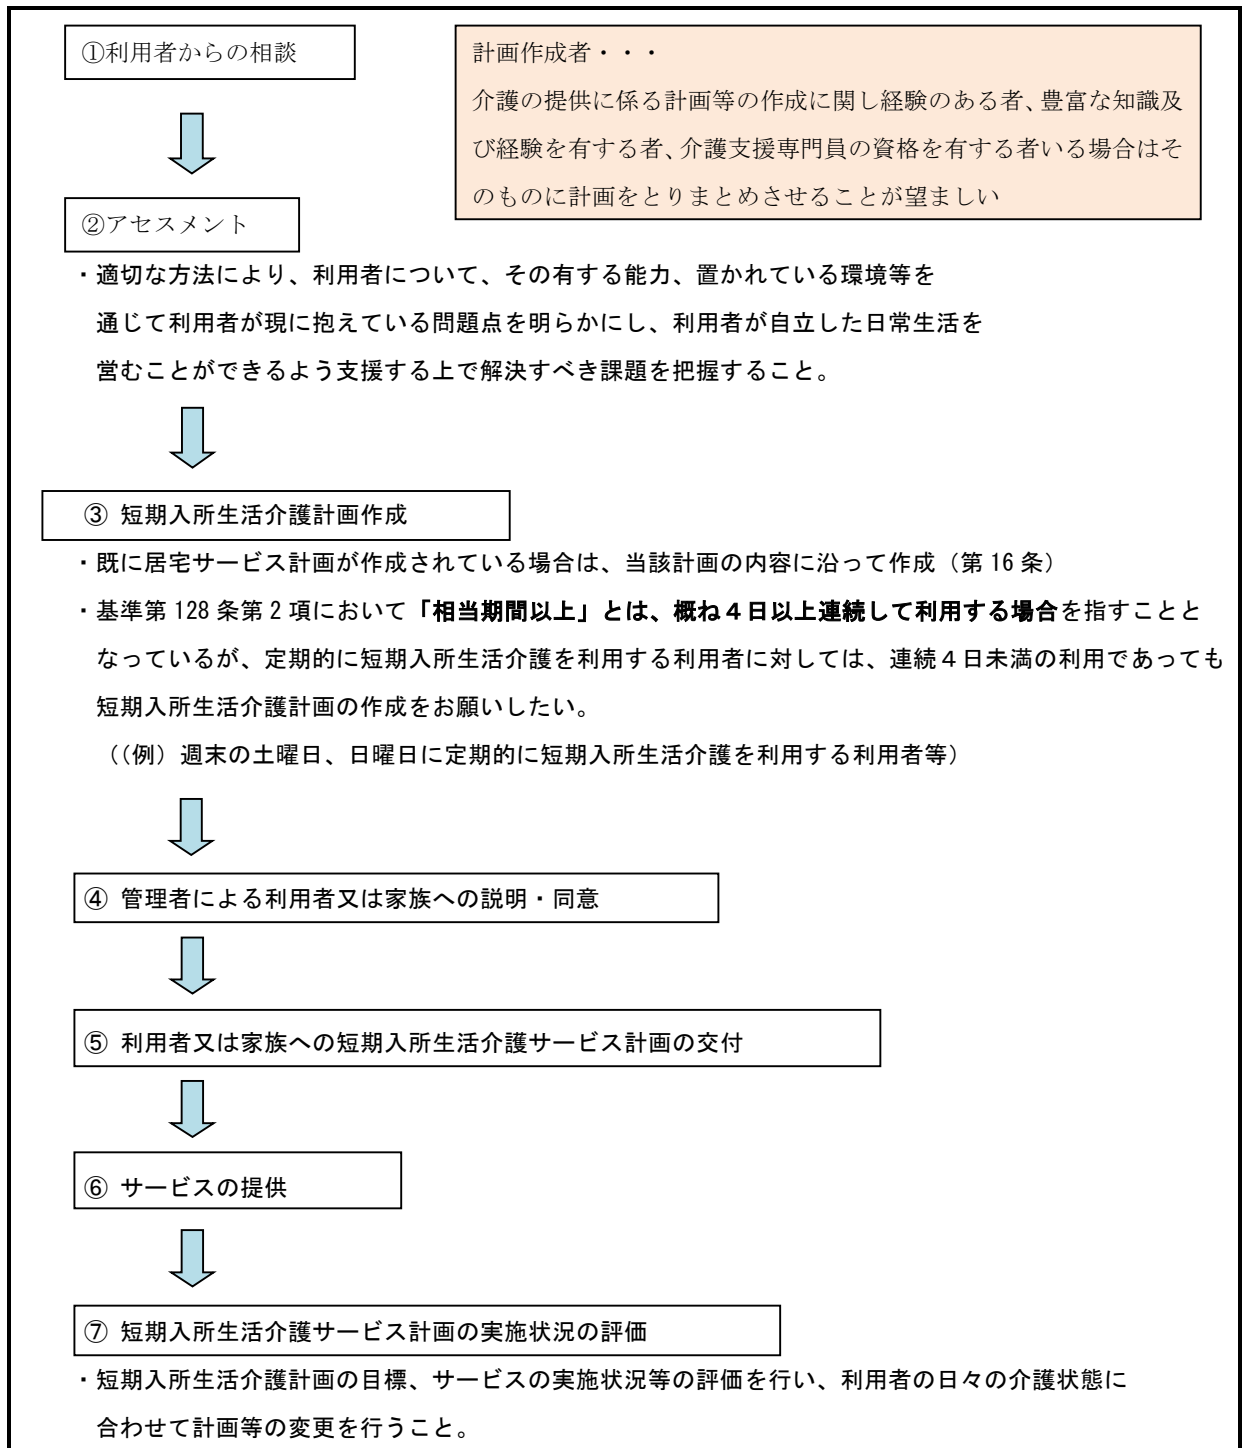 ①利用者からの相談
計画作成者・・・
介護の提供に係る計画等の作成に関し経験のある者、豊富な知識及
び経験を有する者、介護支援専門員の資格を有する者いる場合はそ
のものに計画をとりまとめさせることが望ましい
②アセスメント
・適切な方法により、利用者について、その有する能力、置かれている環境等を
通じて利用者が現に抱えている問題点を明らかにし、利用者が自立した日常生活を
営むことができるよう支援する上で解決すべき課題を把握すること。
③ 短期入所生活介護計画作成
・既に居宅サービス計画が作成されている場合は、当該計画の内容に沿って作成（第 16 条）
・基準第 128 条第 2 項において「相当期間以上」とは、概ね４日以上連続して利用する場合を指すことと
なっているが、定期的に短期入所生活介護を利用する利用者に対しては、連続４日未満の利用であっても
短期入所生活介護計画の作成をお願いしたい。
（(例）週末の土曜日、日曜日に定期的に短期入所生活介護を利用する利用者等）
④ 管理者による利用者又は家族への説明・同意
⑤ 利用者又は家族への短期入所生活介護サービス計画の交付
⑥ サービスの提供
⑦ 短期入所生活介護サービス計画の実施状況の評価
・短期入所生活介護計画の目標、サービスの実施状況等の評価を行い、利用者の日々の介護状態に
合わせて計画等の変更を行うこと。